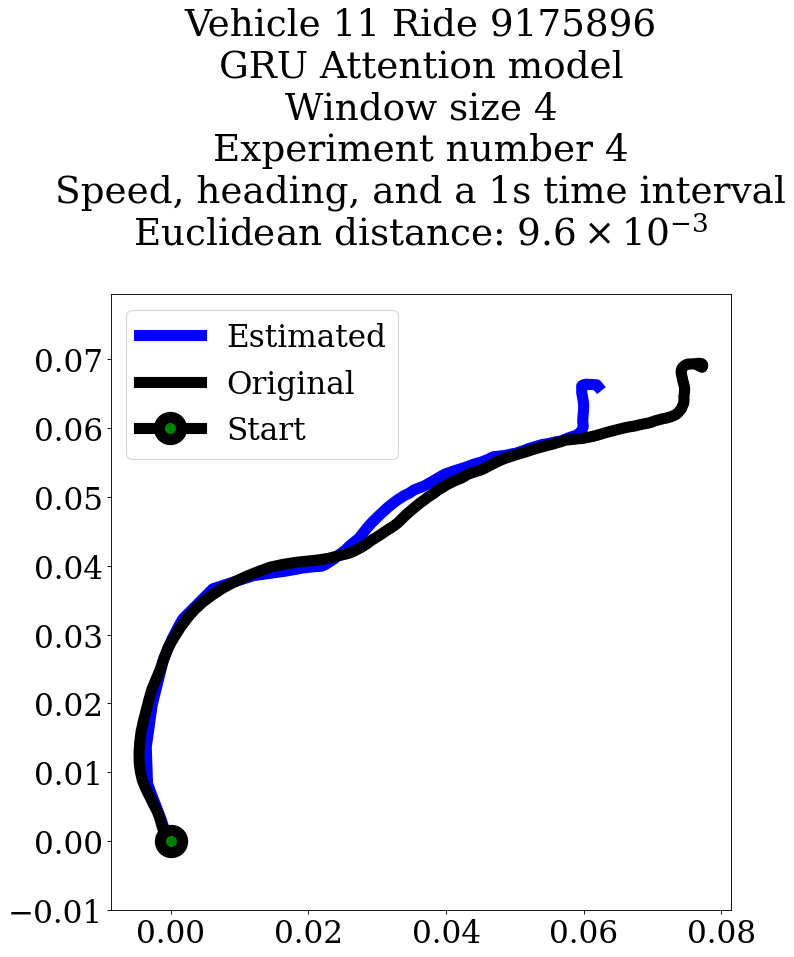 Vehicle 11 Ride 9175896
GRU Attention model
Window size 4
Experiment number 4
Speed, heading, and a 1s time interval
Euclidean distance: 9.6 × 10⁻³
Estimated
Original
Start
0.07
0.06
0.05
0.04
0.03
0.02
0.01
0.00
−0.01
0.00 0.02 0.04 0.06 0.08